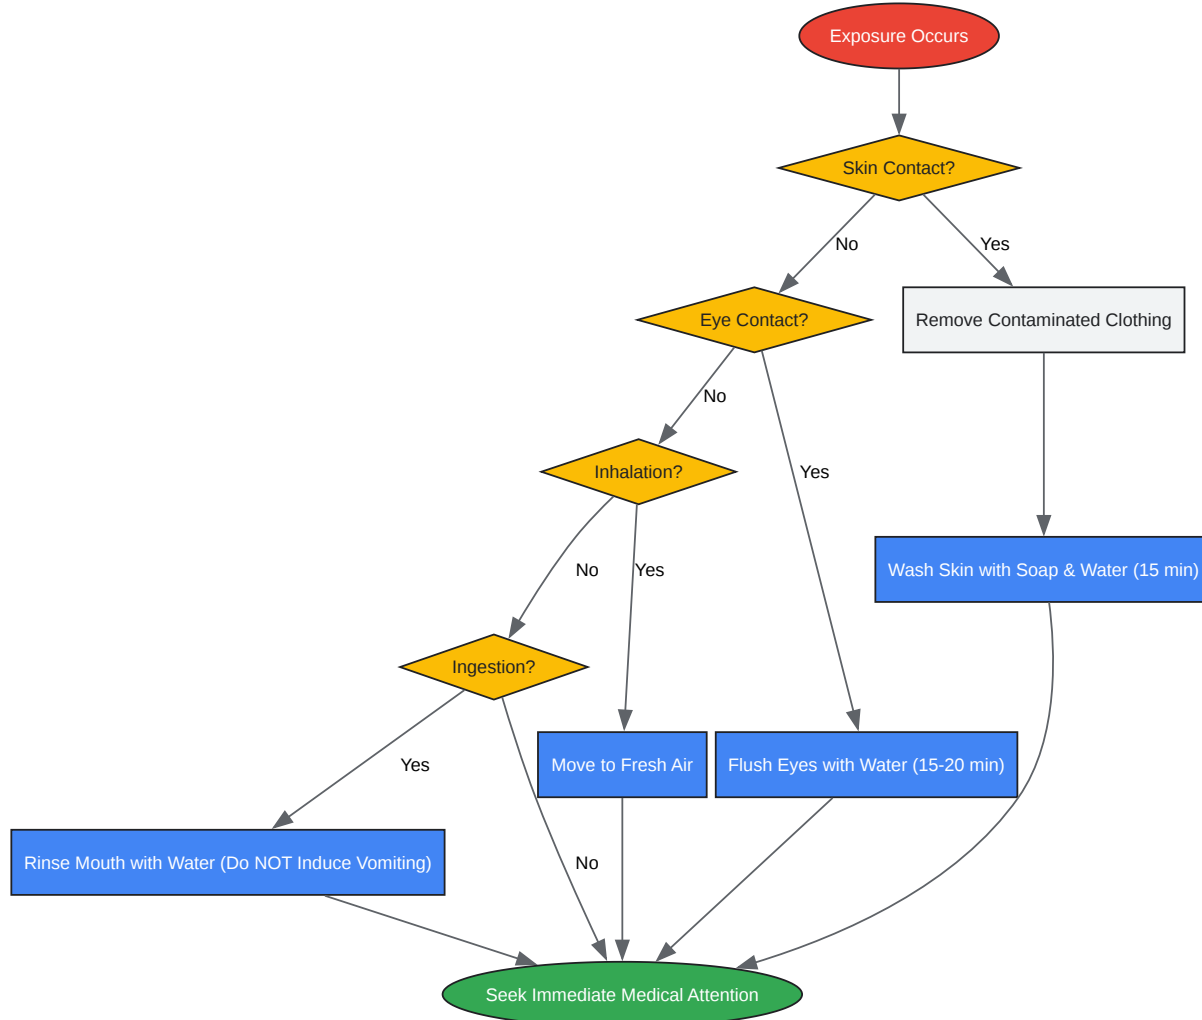 Exposure Occurs
Skin Contact?
No
Yes
Eye Contact?
Remove Contaminated Clothing
No
Yes
Inhalation?
No
Yes
Wash Skin with Soap & Water (15 min)
Ingestion?
Yes
Move to Fresh Air
Flush Eyes with Water (15-20 min)
Rinse Mouth with Water (Do NOT Induce Vomiting)
No
Seek Immediate Medical Attention